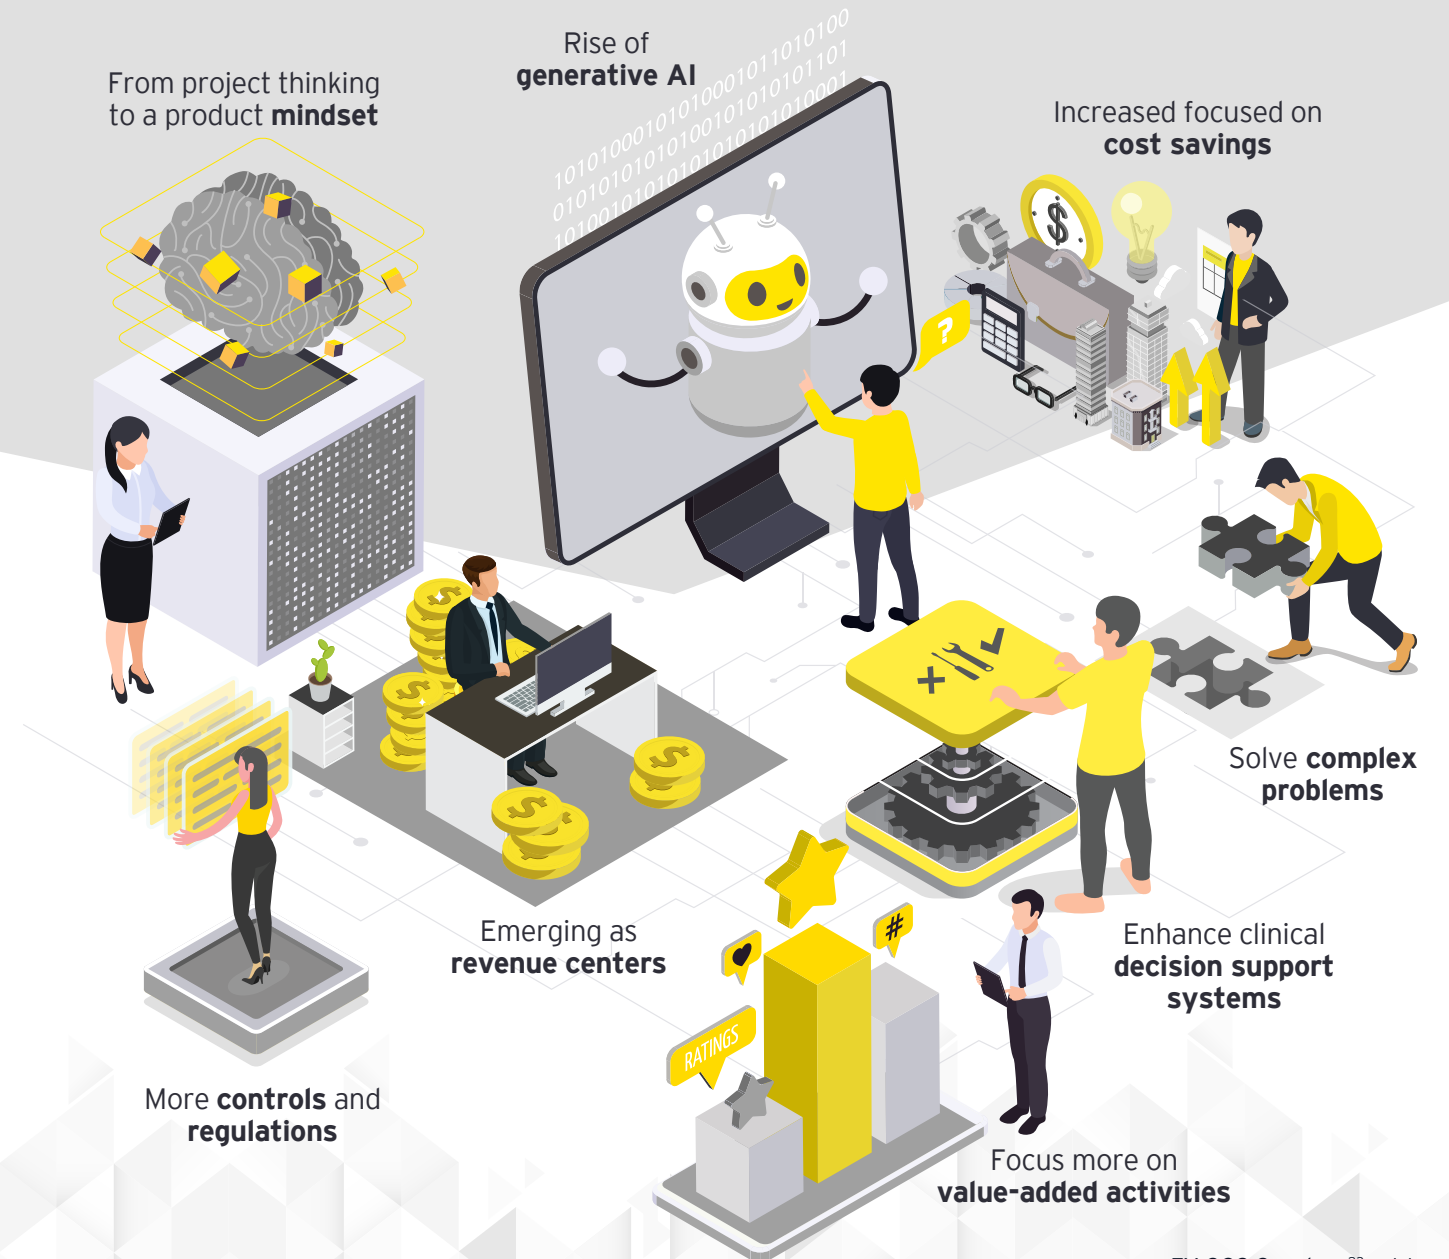 Rise of
generative AI
From project thinking
to a product mindset
Increased focused on
cost savings
10101000101010001011010100
?
$
Solve complex
problems
Emerging as
revenue centers
#
Enhance clinical
decision support
systems
RATINGS
More controls and
regulations
Focus more on
value-added activities